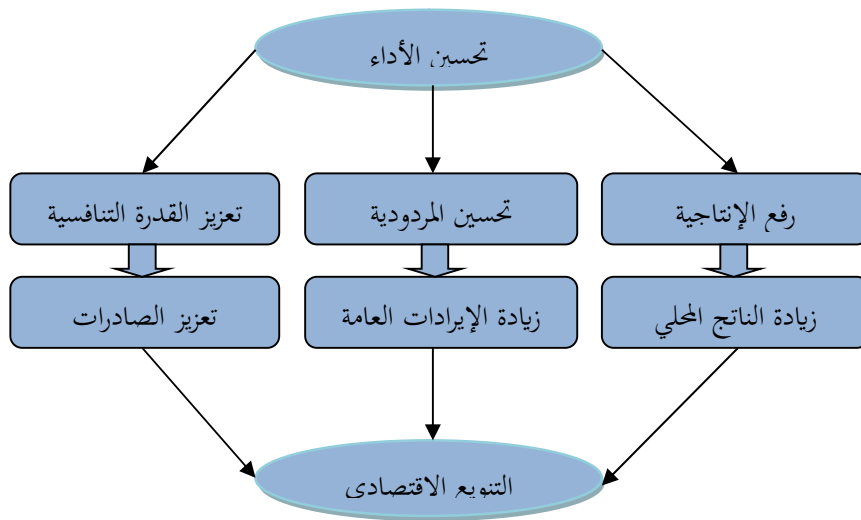 تحسين الأداء
رفع الإنتاجية
تحسين المردودية
تعزيز القدرة التنافسية
زيادة الناتج المحلي
زيادة الإيرادات العامة
تعزيز الصادرات
التنويع الاقتصادي